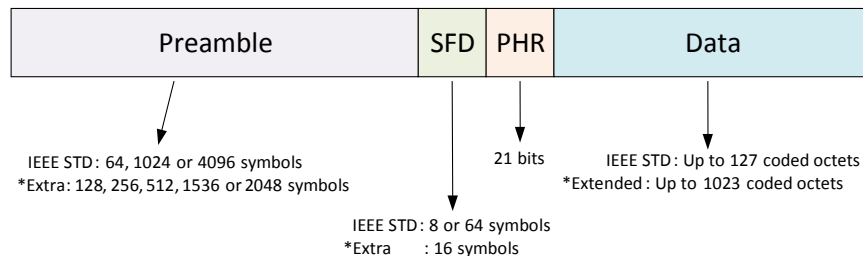 Preamble SFD PHR Data
IEEE STD : 64, 1024 or 4096 symbols
*Extra : 128, 256, 512, 1536 or 2048 symbols
IEEE STD : 8 or 64 symbols
*Extra : 16 symbols
21 bits
IEEE STD : Up to 127 coded octets
*Extended : Up to 1023 coded octets